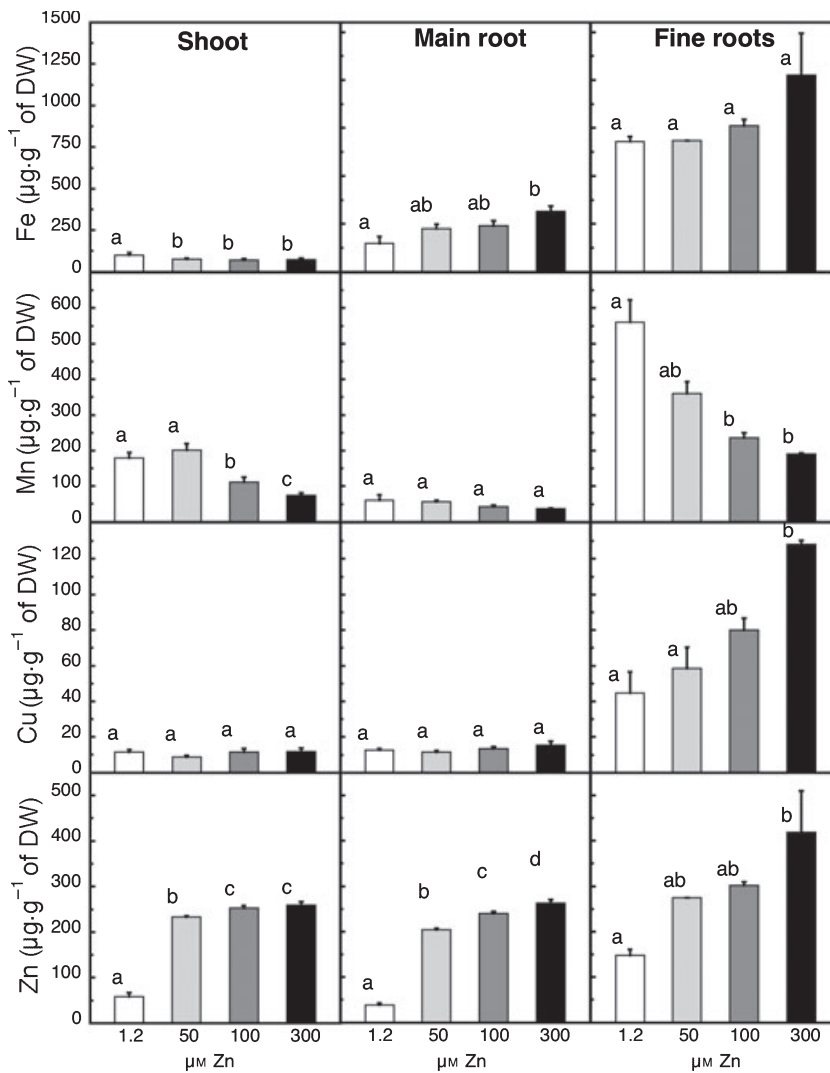 Shoot Main root Fine roots
Fe (µg·g⁻¹ of DW)
1500
1250
1000
750
500
250
0
a b b b
a ab ab b
a a a a
Mn (µg·g⁻¹ of DW)
600
500
400
300
200
100
0
a a b c
a a a a
a ab b b
Cu (µg·g⁻¹ of DW)
120
80
60
40
20
0
a a a a
a a a a
a a ab b
Zn (µg·g⁻¹ of DW)
500
400
300
200
100
0
a b c c
a b c d
a ab ab b
1.2 50 100 300 1.2 50 100 300 1.2 50 100 300
µM Zn µM Zn µM Zn